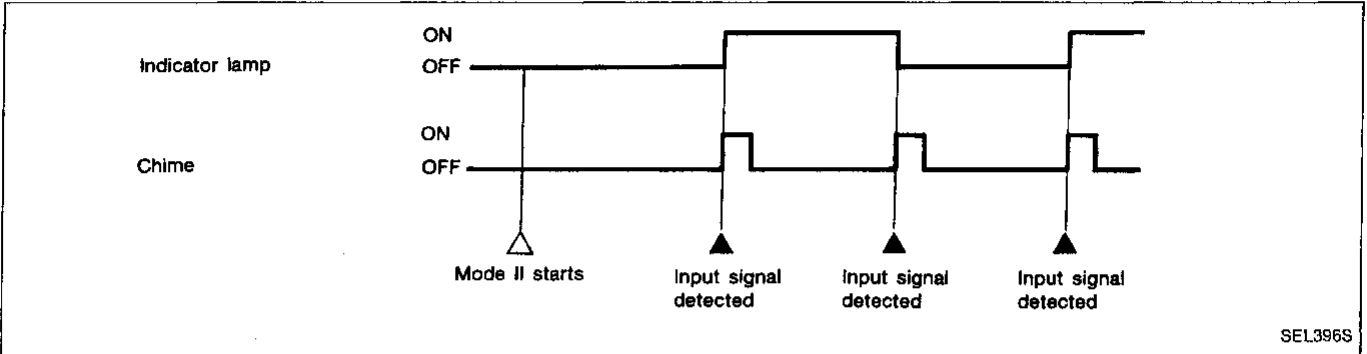 ON
Indicator lamp
OFF
ON
Chime
OFF
Mode II starts
Input signal
detected
Input signal
detected
Input signal
detected
SEL396S